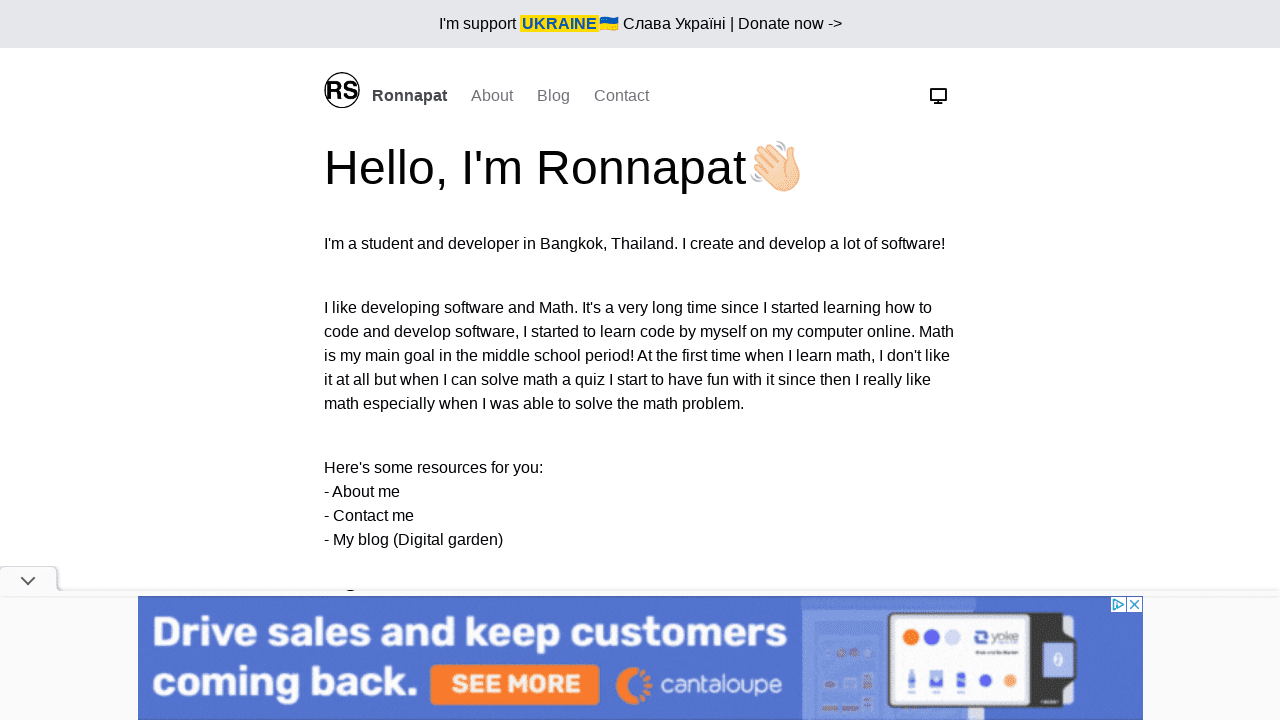 I'm support UKRAINE🇺🇦 Слава Україні | Donate now ->
RS
Ronnapat
About
Blog
Contact
Hello, I'm Ronnapat👋🏻
I'm a student and developer in Bangkok, Thailand. I create and develop a lot of software!
I like developing software and Math. It's a very long time since I started learning how to
code and develop software, I started to learn code by myself on my computer online. Math
is my main goal in the middle school period! At the first time when I learn math, I don't like
it at all but when I can solve math a quiz I start to have fun with it since then I really like
math especially when I was able to solve the math problem.
Here's some resources for you:
- About me
- Contact me
- My blog (Digital garden)
Drive sales and keep customers
coming back.
SEE MORE
cantaloupe
yoke